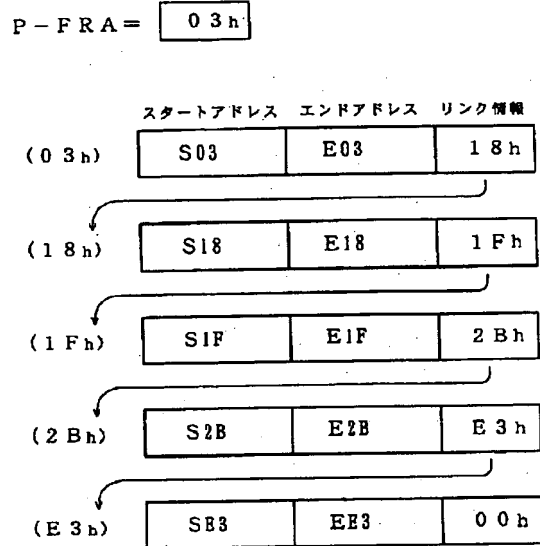 P-FRA= 03h
スタートアドレス エンドアドレス リンク情報
(03h) S03 E03 18h
(18h) S18 E18 1Fh
(1Fh) S1F E1F 2Bh
(2Bh) S2B E2B E3h
(E3h) SE3 EE3 00h